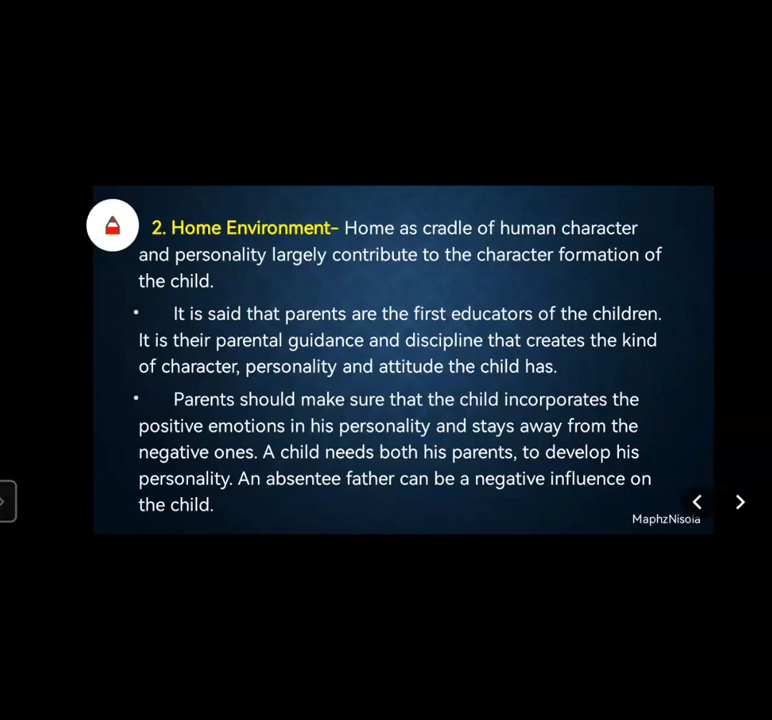 2. Home Environment- Home as cradle of human character
and personality largely contribute to the character formation of
the child.
• It is said that parents are the first educators of the children.
It is their parental guidance and discipline that creates the kind
of character, personality and attitude the child has.
• Parents should make sure that the child incorporates the
positive emotions in his personality and stays away from the
negative ones. A child needs both his parents, to develop his
personality. An absentee father can be a negative influence on
the child.
MaphzNisola